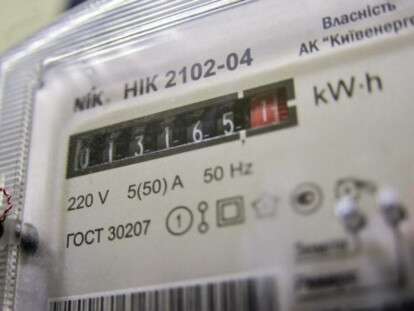 Власність
АК "Київенерго
NiK НІК 2102-04
013165 1 kW·h
220 V 5(50) A 50 Hz
ГОСТ 30207